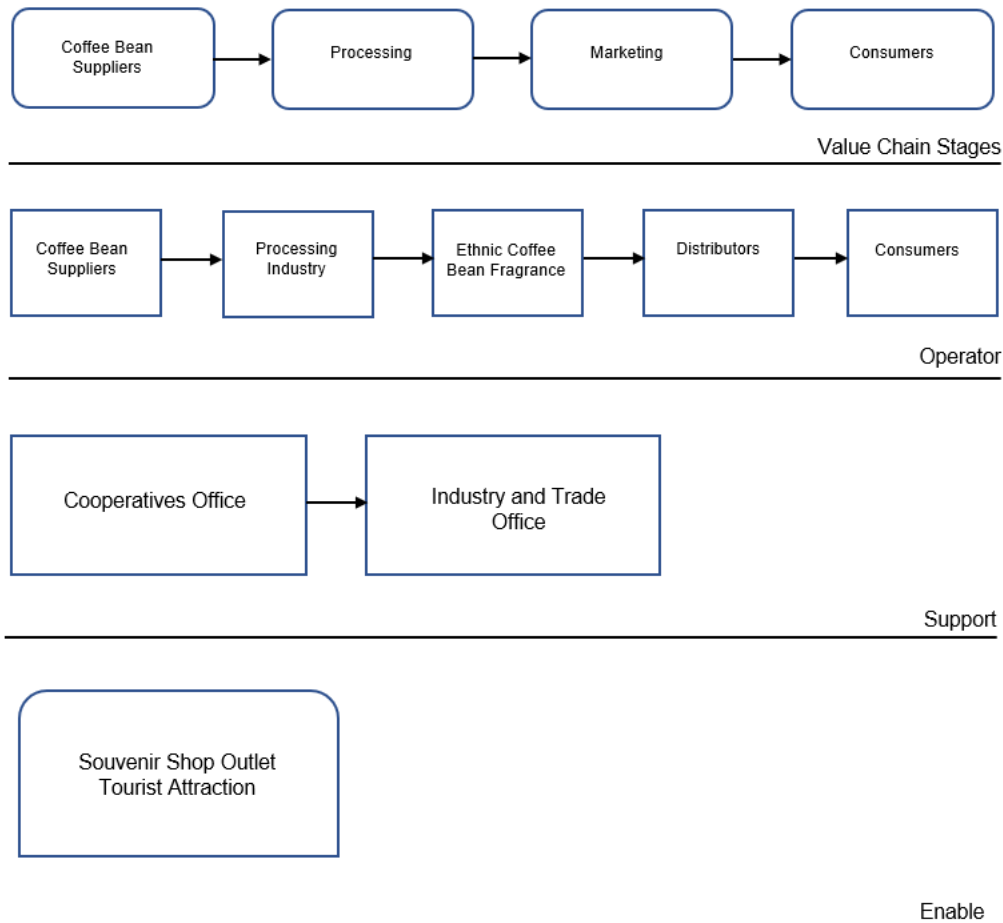 Coffee Bean
Suppliers
Processing
Marketing
Consumers
Value Chain Stages
Coffee Bean
Suppliers
Processing
Industry
Ethnic Coffee
Bean Fragrance
Distributors
Consumers
Operator
Cooperatives Office
Industry and Trade
Office
Support
Souvenir Shop Outlet
Tourist Attraction
Enable